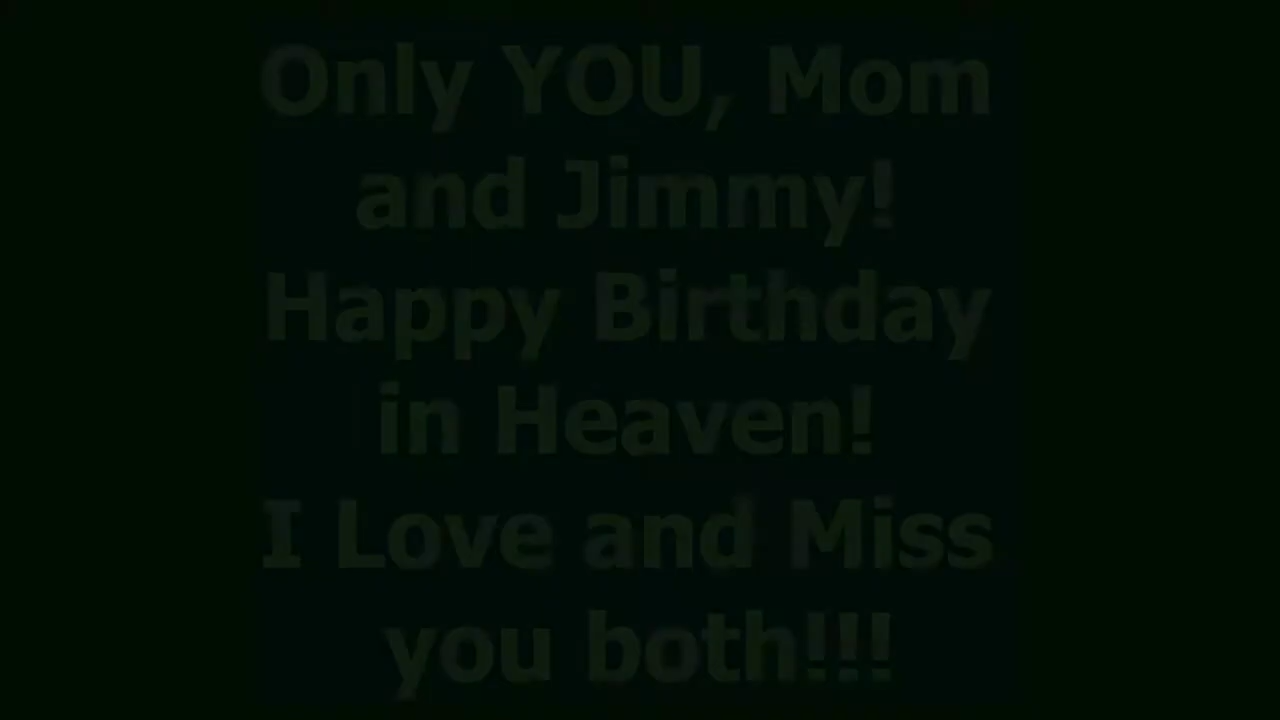 Only YOU, Mom
and Jimmy!
Happy Birthday
in Heaven!
I Love and Miss
you both!!!